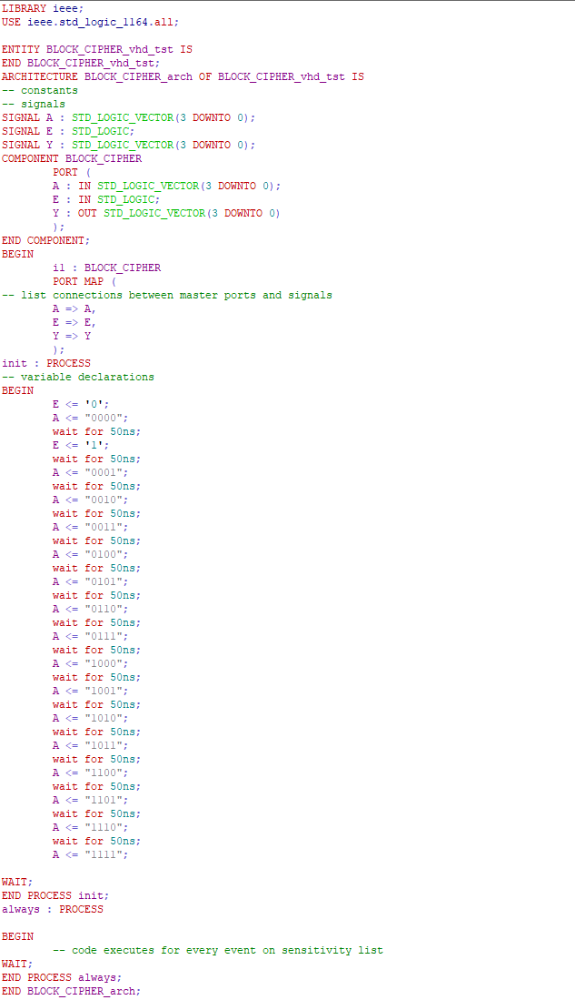 LIBRARY ieee;
USE ieee.std_logic_1164.all;

ENTITY BLOCK_CIPHER_vhd_tst IS
END BLOCK_CIPHER_vhd_tst;
ARCHITECTURE BLOCK_CIPHER_arch OF BLOCK_CIPHER_vhd_tst IS
-- constants
-- signals
SIGNAL A : STD_LOGIC_VECTOR(3 DOWNTO 0);
SIGNAL E : STD_LOGIC;
SIGNAL Y : STD_LOGIC_VECTOR(3 DOWNTO 0);
COMPONENT BLOCK_CIPHER
PORT (
A : IN STD_LOGIC_VECTOR(3 DOWNTO 0);
E : IN STD_LOGIC;
Y : OUT STD_LOGIC_VECTOR(3 DOWNTO 0)
);
END COMPONENT;
BEGIN
i1 : BLOCK_CIPHER
PORT MAP (
-- list connections between master ports and signals
A => A,
E => E,
Y => Y
);
init : PROCESS
-- variable declarations
BEGIN
E <= '0';
A <= "0000";
wait for 50ns;
E <= '1';
wait for 50ns;
A <= "0001";
wait for 50ns;
A <= "0010";
wait for 50ns;
A <= "0011";
wait for 50ns;
A <= "0100";
wait for 50ns;
A <= "0101";
wait for 50ns;
A <= "0110";
wait for 50ns;
A <= "0111";
wait for 50ns;
A <= "1000";
wait for 50ns;
A <= "1001";
wait for 50ns;
A <= "1010";
wait for 50ns;
A <= "1011";
wait for 50ns;
A <= "1100";
wait for 50ns;
A <= "1101";
wait for 50ns;
A <= "1110";
wait for 50ns;
A <= "1111";

WAIT;
END PROCESS init;
always : PROCESS

BEGIN
-- code executes for every event on sensitivity list
WAIT;
END PROCESS always;
END BLOCK_CIPHER_arch;